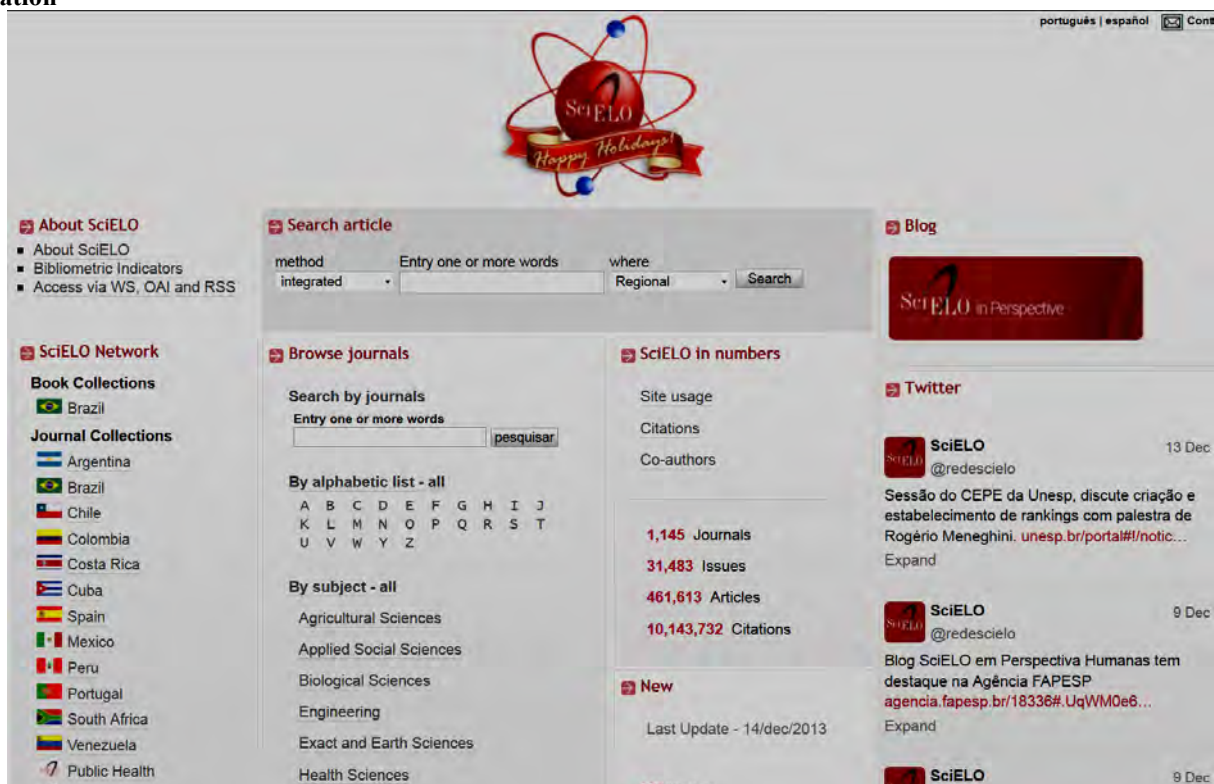 ation
português | español
SciELO
Happy Holidays!
About SciELO
About SciELO
Bibliometric Indicators
Access via WS, OAI and RSS
Search article
method
Entry one or more words
where
integrated
Regional
Search
Blog
SciELO in Perspective
SciELO Network
Book Collections
Brazil
Journal Collections
Argentina
Brazil
Chile
Colombia
Costa Rica
Cuba
Spain
Mexico
Peru
Portugal
South Africa
Venezuela
Public Health
Browse journals
Search by journals
Entry one or more words
pesquisar
By alphabetic list - all
A B C D E F G H I J
K L M N O P Q R S T
U V W Y Z
By subject - all
Agricultural Sciences
Applied Social Sciences
Biological Sciences
Engineering
Exact and Earth Sciences
Health Sciences
SciELO in numbers
Site usage
Citations
Co-authors
1,145 Journals
31,483 Issues
461,613 Articles
10,143,732 Citations
New
Last Update - 14/dec/2013
Twitter
SciELO
SciELO 13 Dec
@redescielo
Sessão do CEPE da Unesp, discute criação e
estabelecimento de rankings com palestra de
Rogério Meneghini. unesp.br/portal#!/notic...
Expand
SciELO
SciELO 9 Dec
@redescielo
Blog SciELO em Perspectiva Humanas tem
destaque na Agência FAPESP
agencia.fapesp.br/18336#.UqWM0e6...
Expand
SciELO 9 Dec